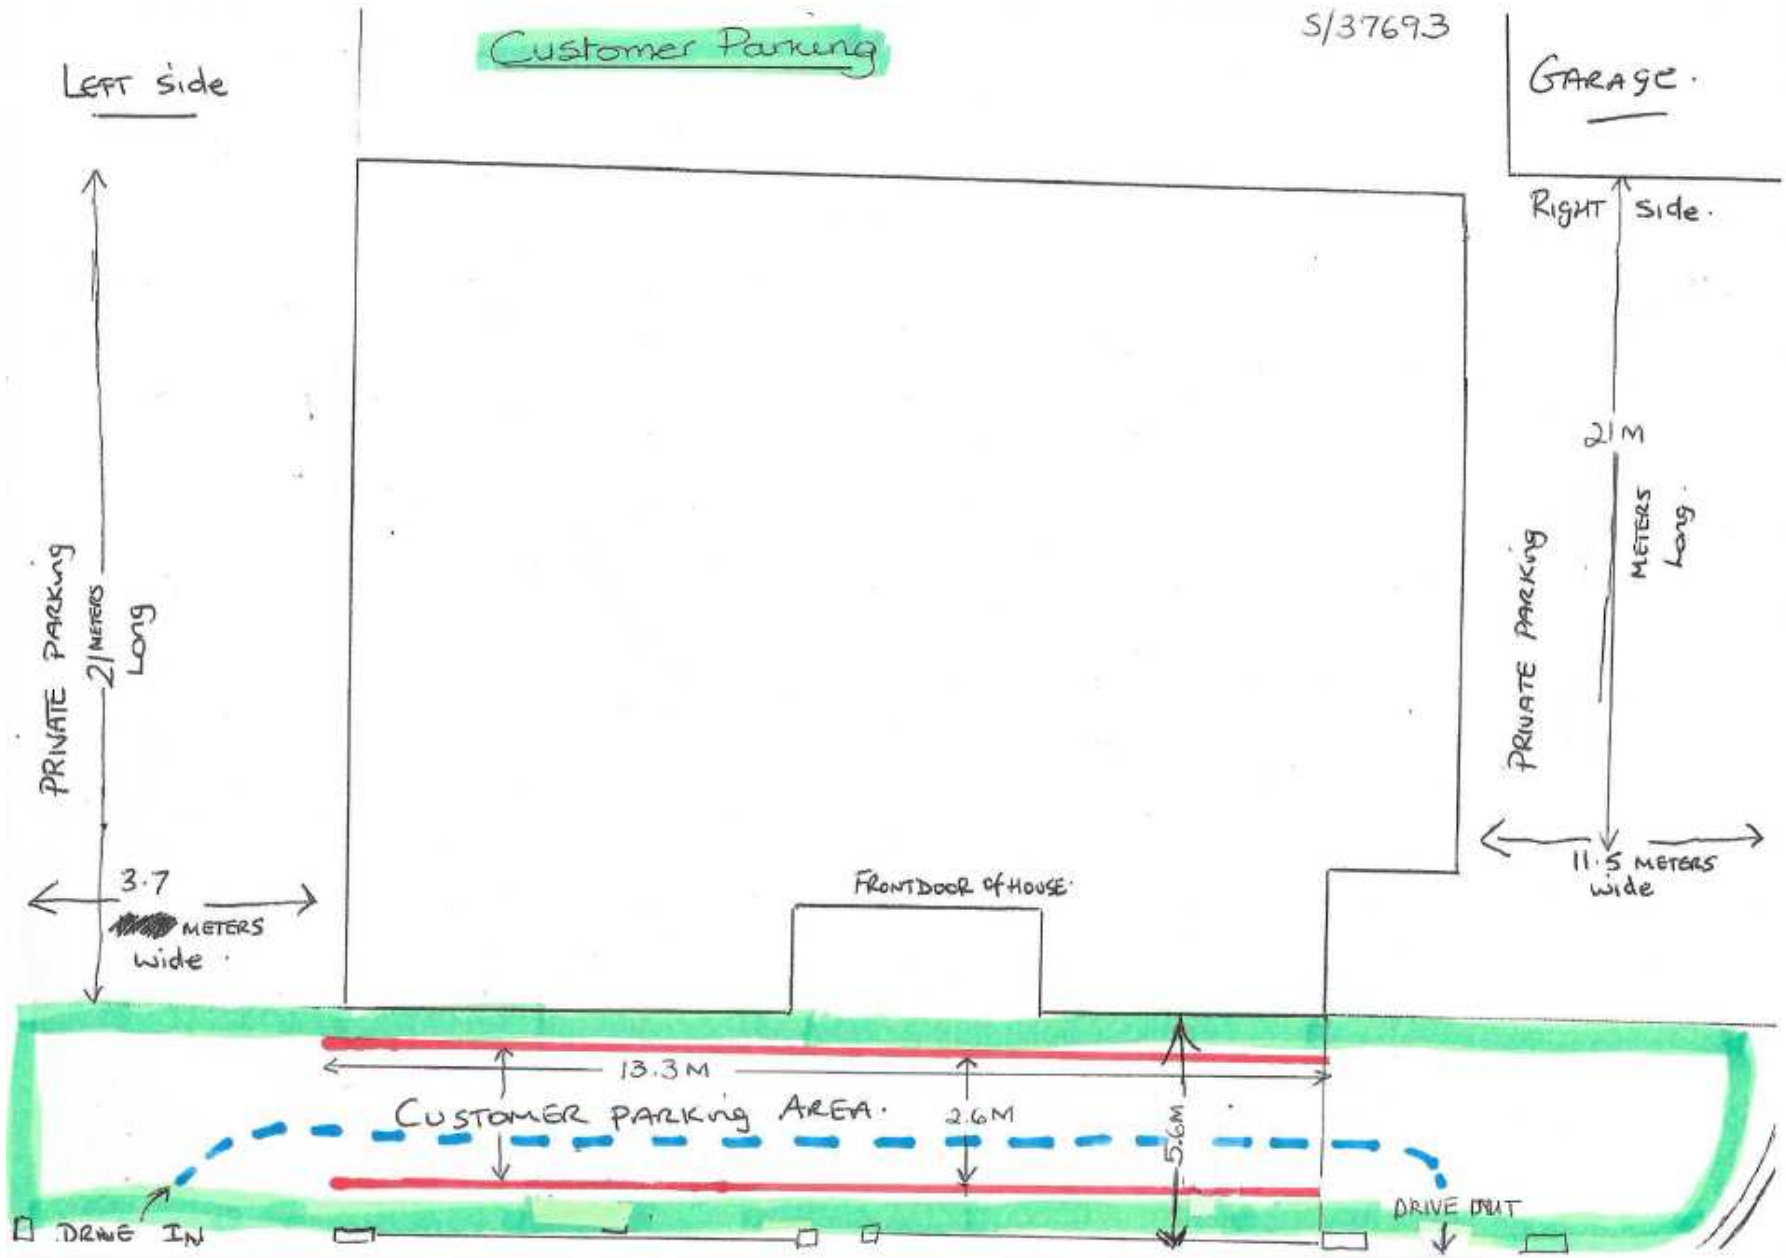 Customer Parking
S/37693
LEFT Side
GARAGE.
RIGHT Side.
21M
METERS
Long.
PRIVATE PARKING
PRIVATE PARKING
21 METERS
Long
3.7
METERS
wide.
11.5 METERS
wide
FRONT DOOR of HOUSE.
13.3M
CUSTOMER PARKING AREA.
2.6M
5.6M
DRIVE IN
DRIVE OUT